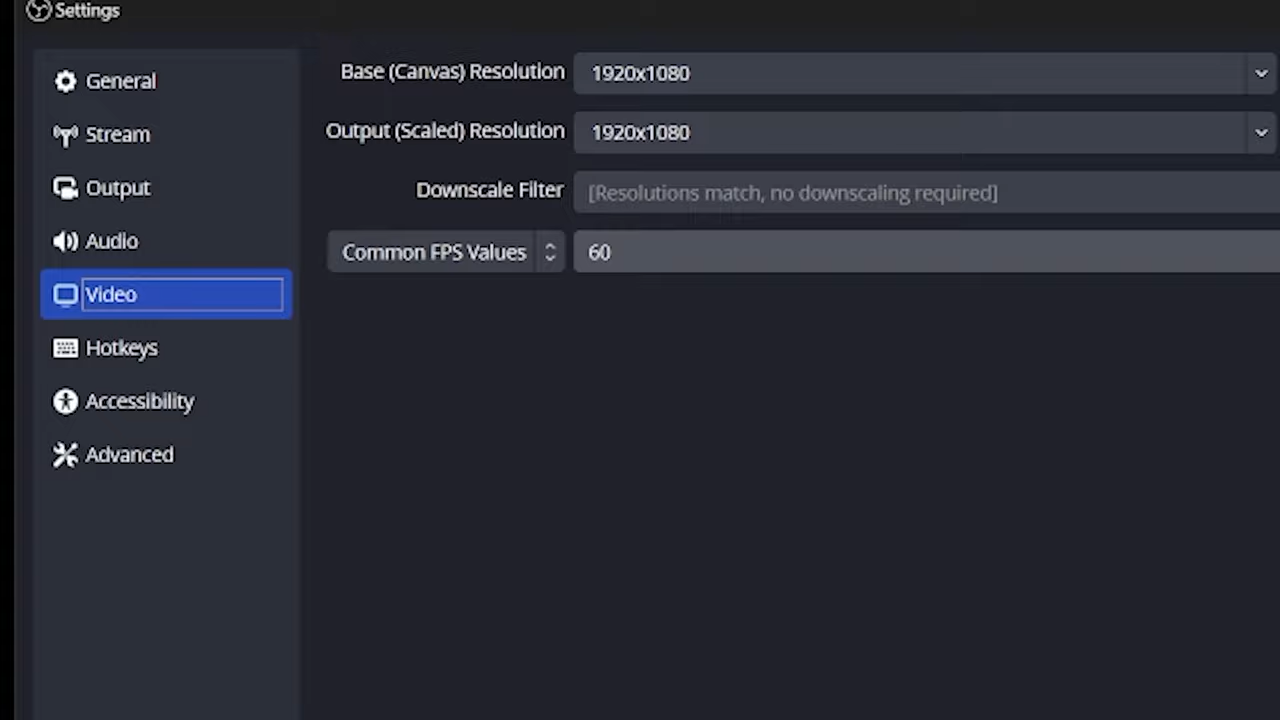 Settings
General
Stream
Output
Audio
Video
Hotkeys
Accessibility
Advanced
Base (Canvas) Resolution 1920x1080
Output (Scaled) Resolution 1920x1080
Downscale Filter [Resolutions match, no downscaling required]
Common FPS Values 60